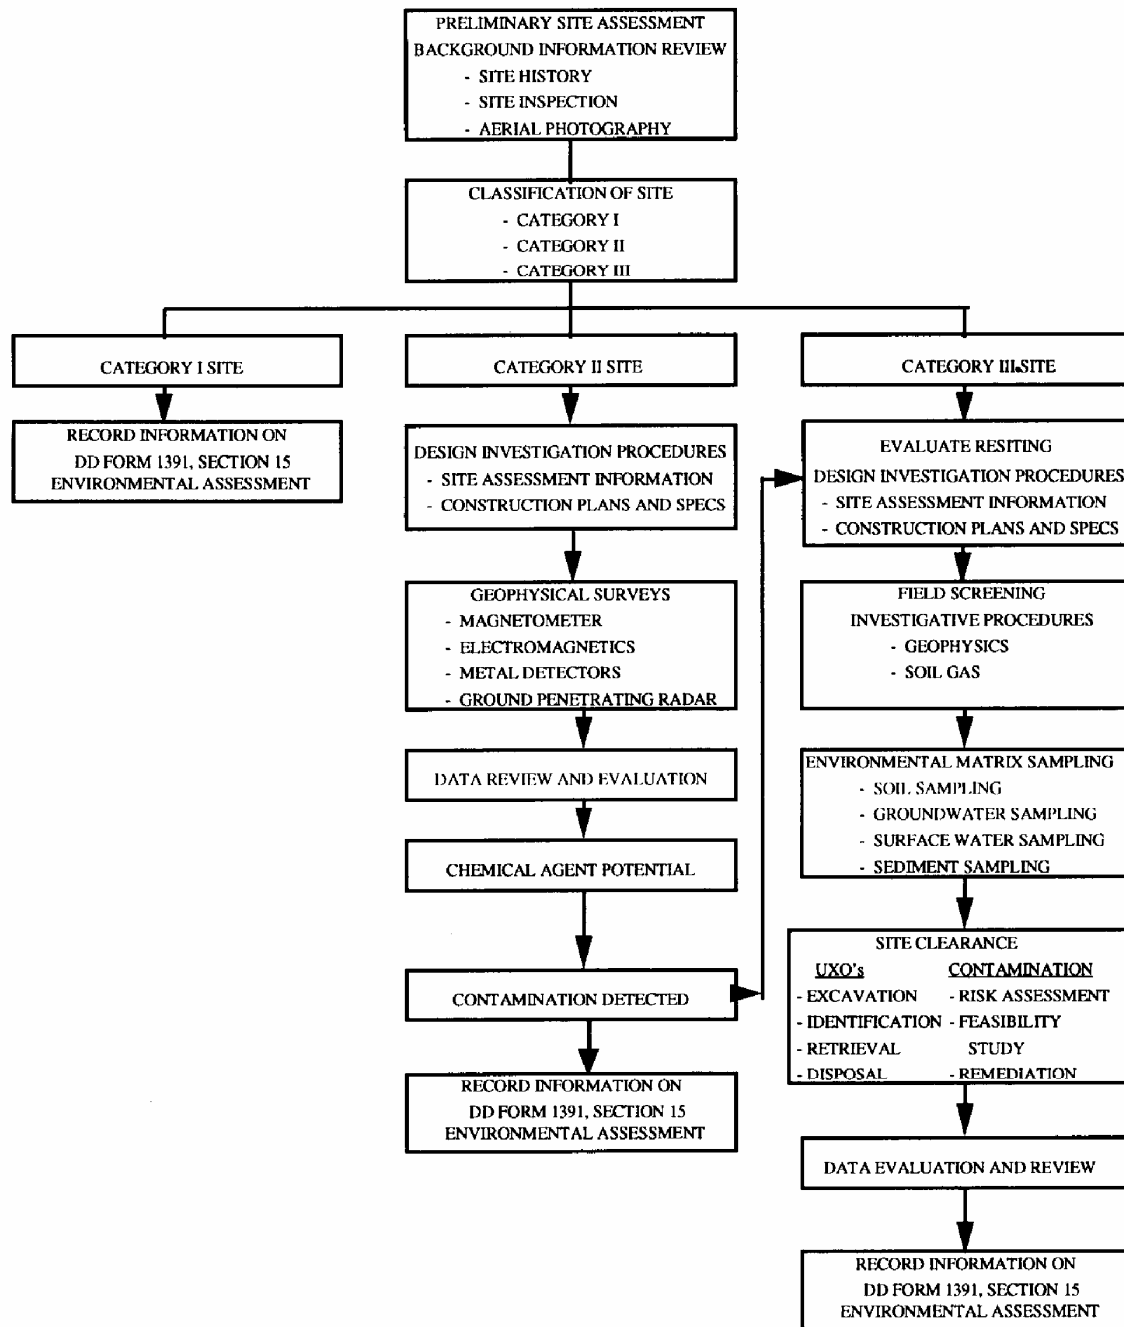 PRELIMINARY SITE ASSESSMENT
BACKGROUND INFORMATION REVIEW
- SITE HISTORY
- SITE INSPECTION
- AERIAL PHOTOGRAPHY
CLASSIFICATION OF SITE
- CATEGORY I
- CATEGORY II
- CATEGORY III
CATEGORY I SITE
RECORD INFORMATION ON
DD FORM 1391, SECTION 15
ENVIRONMENTAL ASSESSMENT
CATEGORY II SITE
DESIGN INVESTIGATION PROCEDURES
- SITE ASSESSMENT INFORMATION
- CONSTRUCTION PLANS AND SPECS
GEOPHYSICAL SURVEYS
- MAGNETOMETER
- ELECTROMAGNETICS
- METAL DETECTORS
- GROUND PENETRATING RADAR
DATA REVIEW AND EVALUATION
CHEMICAL AGENT POTENTIAL
CONTAMINATION DETECTED
RECORD INFORMATION ON
DD FORM 1391, SECTION 15
ENVIRONMENTAL ASSESSMENT
CATEGORY III SITE
EVALUATE RESITING
DESIGN INVESTIGATION PROCEDURES
- SITE ASSESSMENT INFORMATION
- CONSTRUCTION PLANS AND SPECS
FIELD SCREENING
INVESTIGATIVE PROCEDURES
- GEOPHYSICS
- SOIL GAS
ENVIRONMENTAL MATRIX SAMPLING
- SOIL SAMPLING
- GROUNDWATER SAMPLING
- SURFACE WATER SAMPLING
- SEDIMENT SAMPLING
SITE CLEARANCE
UXO's CONTAMINATION
- EXCAVATION - RISK ASSESSMENT
- IDENTIFICATION - FEASIBILITY
- RETRIEVAL STUDY
- DISPOSAL - REMEDIATION
DATA EVALUATION AND REVIEW
RECORD INFORMATION ON
DD FORM 1391, SECTION 15
ENVIRONMENTAL ASSESSMENT